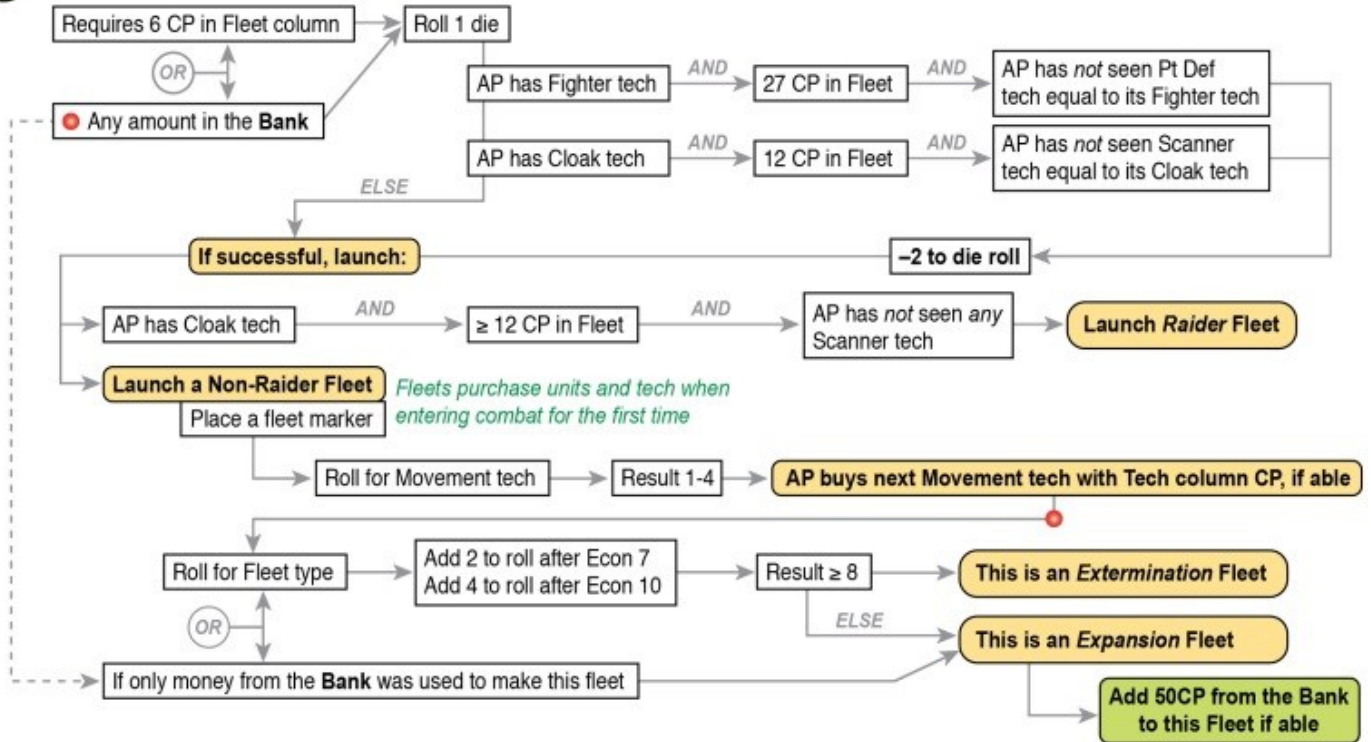 Requires 6 CP in Fleet column
Roll 1 die
OR
Any amount in the Bank
AP has Fighter tech
AND
27 CP in Fleet
AND
AP has not seen Pt Def
tech equal to its Fighter tech
AP has Cloak tech
AND
12 CP in Fleet
AND
AP has not seen Scanner
tech equal to its Cloak tech
ELSE
If successful, launch:
–2 to die roll
AP has Cloak tech
AND
≥ 12 CP in Fleet
AND
AP has not seen any
Scanner tech
Launch Raider Fleet
Launch a Non-Raider Fleet
Fleets purchase units and tech when
entering combat for the first time
Place a fleet marker
Roll for Movement tech
Result 1-4
AP buys next Movement tech with Tech column CP, if able
Roll for Fleet type
Add 2 to roll after Econ 7
Add 4 to roll after Econ 10
Result ≥ 8
This is an Extermination Fleet
OR
ELSE
This is an Expansion Fleet
If only money from the Bank was used to make this fleet
Add 50CP from the Bank
to this Fleet if able